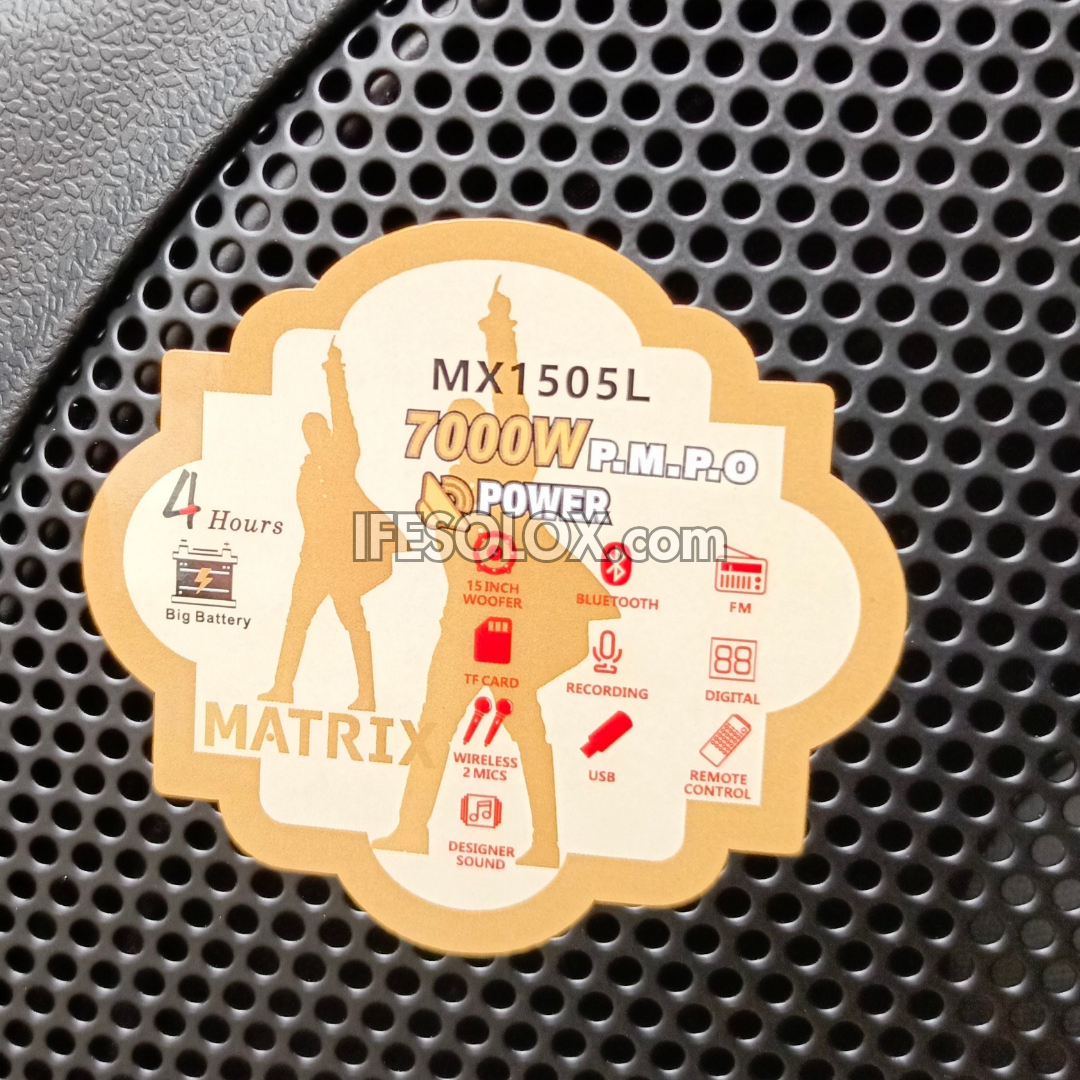 MX1505L
7000W P.M.P.O
POWER
4 Hours
Big Battery
IFESOLOX.com
15 INCH
WOOFER
BLUETOOTH
FM
TF CARD
RECORDING
DIGITAL
MATRIX
WIRELESS
2 MICS
USB
REMOTE
CONTROL
DESIGNER
SOUND
88